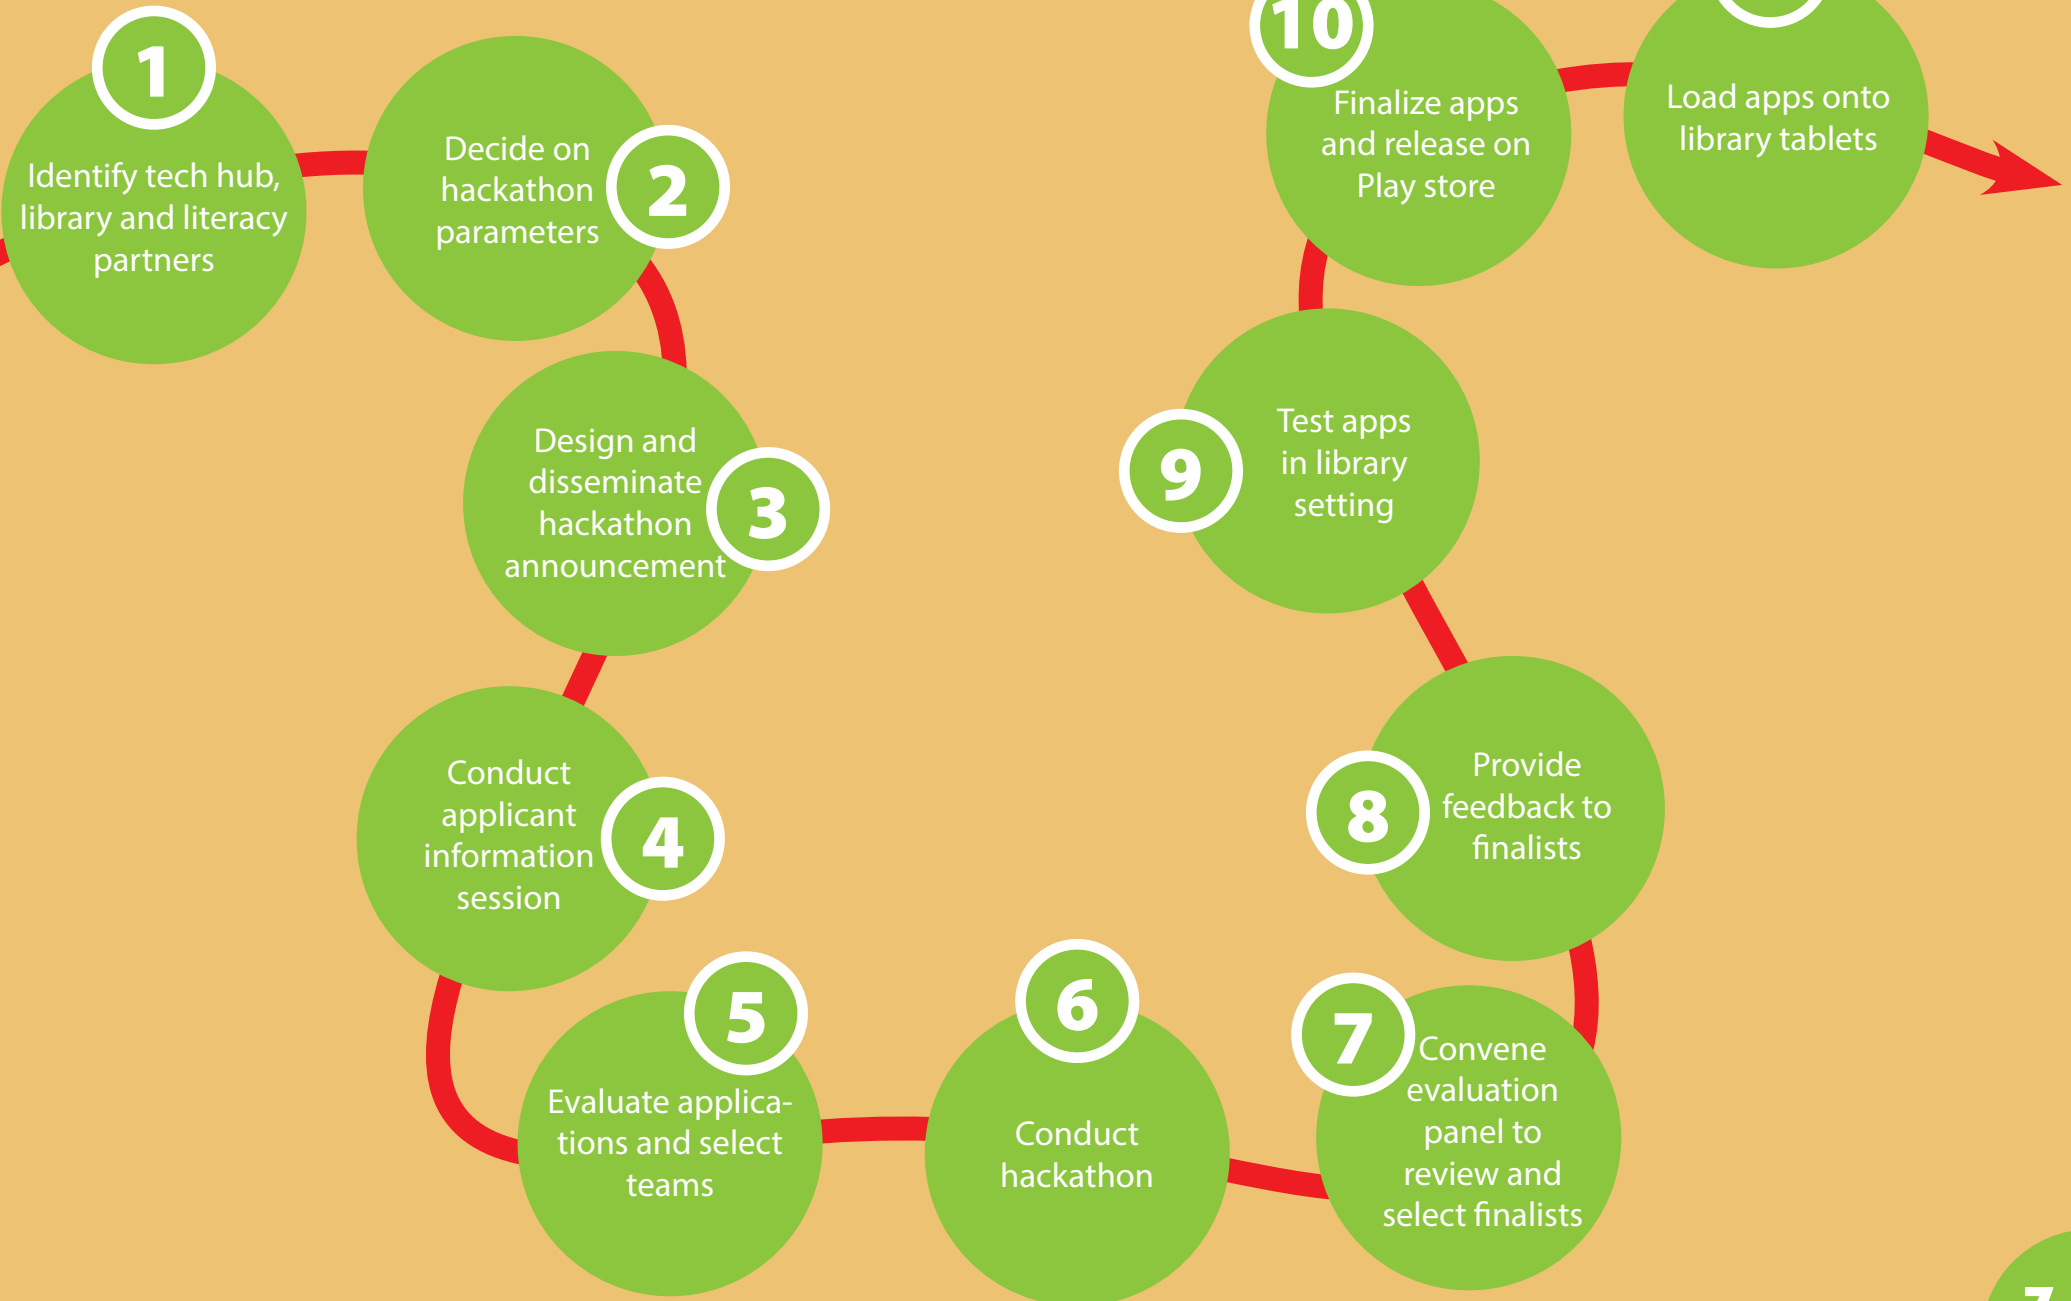 1
Identify tech hub,
library and literacy
partners
2
Decide on
hackathon
parameters
3
Design and
disseminate
hackathon
announcement
4
Conduct
applicant
information
session
5
Evaluate applica-
tions and select
teams
6
Conduct
hackathon
7
Convene
evaluation
panel to
review and
select finalists
8
Provide
feedback to
finalists
9
Test apps
in library
setting
10
Finalize apps
and release on
Play store
Load apps onto
library tablets